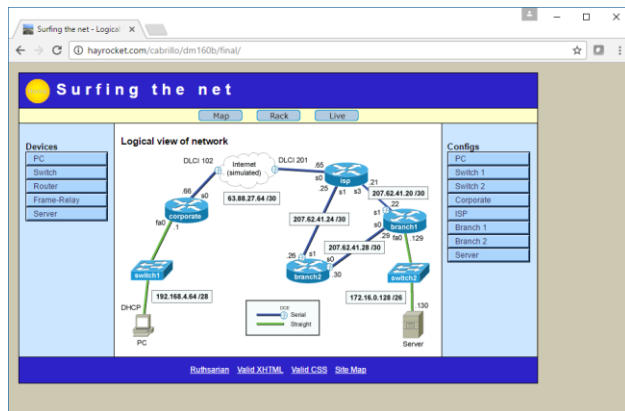 Surfing the net - Logical
hayrocket.com/cabrillo/dm160b/final/
Surfing the net
Map Rack Live
Devices
PC
Switch
Router
Frame-Relay
Server
Logical view of network
DLCI 102
Internet
(simulated)
DLCI 201
.65
s0
isp
.25
s1
s3
.21
207.62.41.20 /30
.22
s1
.66
s0
63.88.27.64 /30
corporate
fa0
.1
207.62.41.24 /30
s0
branch1
.29
fa0
.129
207.62.41.28 /30
.26
s1
s0
.30
branch2
switch1
switch2
192.168.4.64 /28
172.16.0.128 /26
DHCP
PC
DCE
Serial
Straight
.130
Server
Configs
PC
Switch 1
Switch 2
Corporate
ISP
Branch 1
Branch 2
Server
Ruthsarian Valid XHTML Valid CSS Site Map